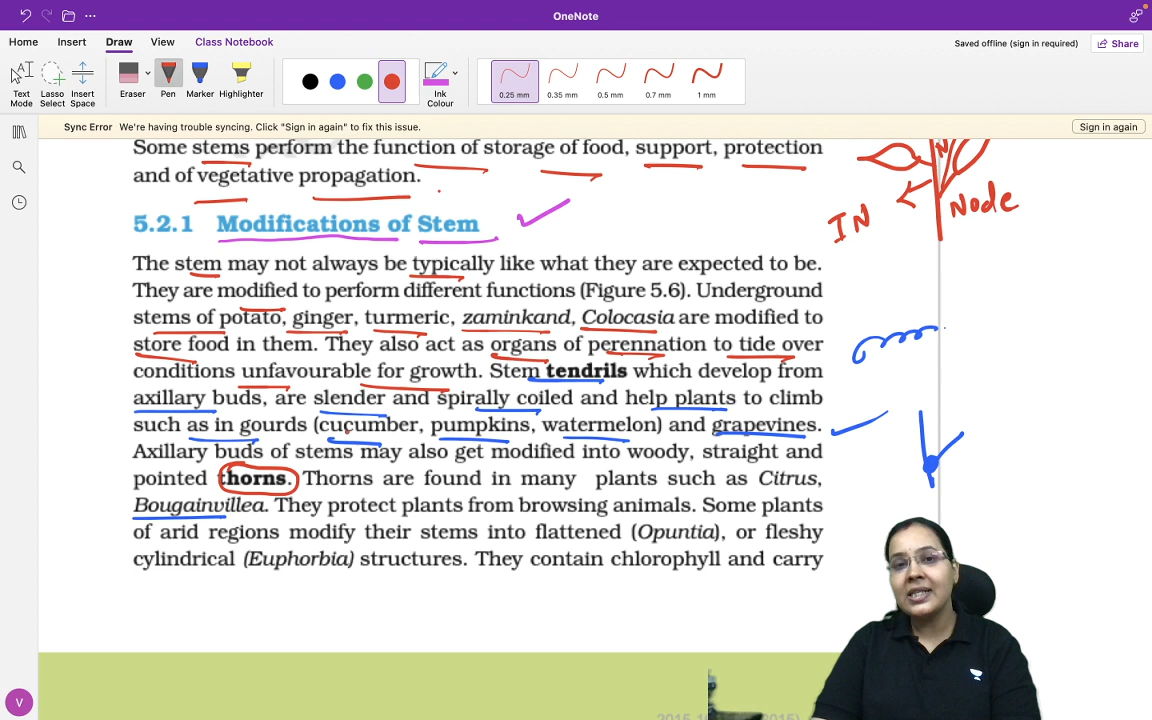 OneNote
Home Insert Draw View Class Notebook
Saved offline (sign in required) Share
Text Mode
Lasso Select
Insert Space
Eraser
Pen
Marker
Highlighter
Ink Colour
0.25 mm 0.35 mm 0.5 mm 0.7 mm 1 mm
Sync Error We're having trouble syncing. Click "Sign in again" to fix this issue. Sign in again
Some stems perform the function of storage of food, support, protection
and of vegetative propagation.
IN Node
5.2.1 Modifications of Stem
The stem may not always be typically like what they are expected to be.
They are modified to perform different functions (Figure 5.6). Underground
stems of potato, ginger, turmeric, zaminkand, Colocasia are modified to
store food in them. They also act as organs of perennation to tide over
conditions unfavourable for growth. Stem tendrils which develop from
axillary buds, are slender and spirally coiled and help plants to climb
such as in gourds (cucumber, pumpkins, watermelon) and grapevines.
Axillary buds of stems may also get modified into woody, straight and
pointed thorns. Thorns are found in many plants such as Citrus,
Bougainvillea. They protect plants from browsing animals. Some plants
of arid regions modify their stems into flattened (Opuntia), or fleshy
cylindrical (Euphorbia) structures. They contain chlorophyll and carry
V